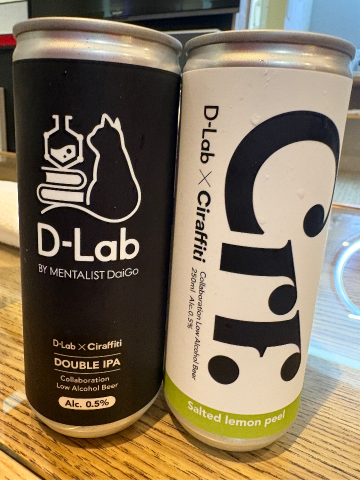 D-Lab
BY MENTALIST DaiGo
D-Lab × Ciraffiti
DOUBLE IPA
Collaboration
Low Alcohol Beer
Alc. 0.5%
Crr.
D-Lab × Ciraffiti
Collaboration Low Alcohol Beer
250ml Alc 0.5%
Salted lemon peel